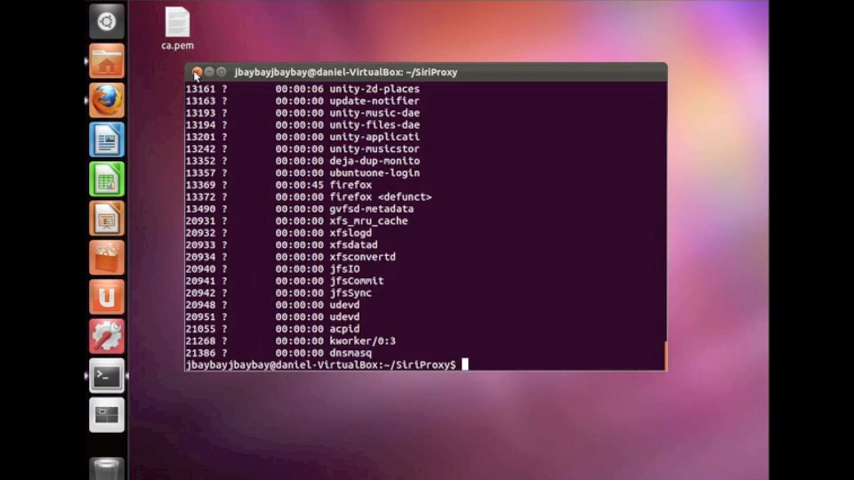 ca.pem
jbaybayjbaybay@daniel-VirtualBox: ~/SiriProxy
13161 ? 00:00:06 unity-2d-places
13163 ? 00:00:00 update-notifier
13193 ? 00:00:00 unity-music-dae
13194 ? 00:00:00 unity-files-dae
13201 ? 00:00:00 unity-applicati
13242 ? 00:00:00 unity-musicstor
13352 ? 00:00:00 deja-dup-monito
13357 ? 00:00:00 ubuntuone-login
13369 ? 00:00:45 firefox
13372 ? 00:00:00 firefox <defunct>
13490 ? 00:00:00 gvfsd-metadata
20931 ? 00:00:00 xfs_mru_cache
20932 ? 00:00:00 xfslogd
20933 ? 00:00:00 xfsdatad
20934 ? 00:00:00 xfsconvertd
20940 ? 00:00:00 jfsIO
20941 ? 00:00:00 jfsCommit
20942 ? 00:00:00 jfsSync
20948 ? 00:00:00 udevd
20951 ? 00:00:00 udevd
21055 ? 00:00:00 acpid
21268 ? 00:00:00 kworker/0:3
21386 ? 00:00:00 dnsmasq
jbaybayjbaybay@daniel-VirtualBox:~/SiriProxy$